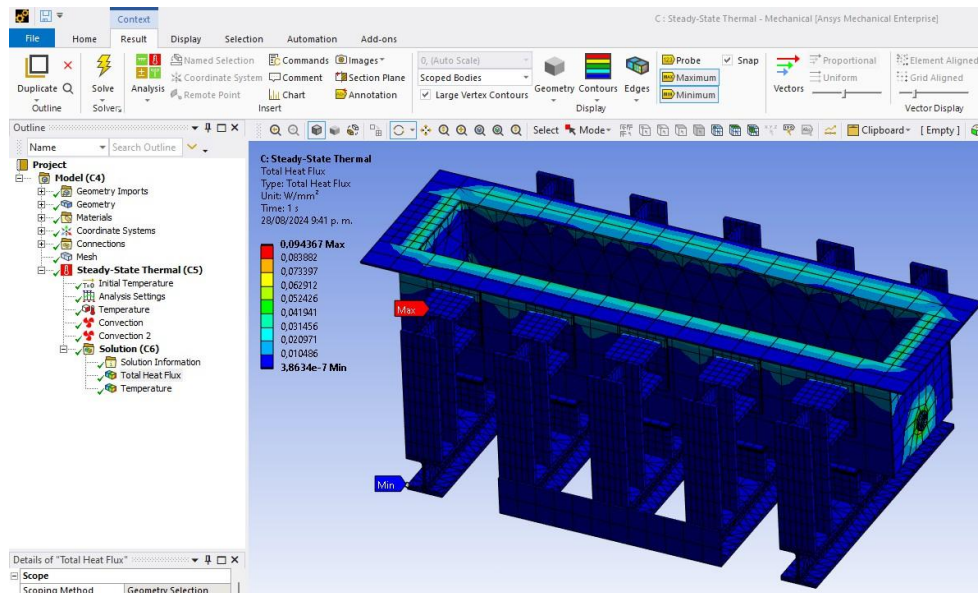 Context
C : Steady-State Thermal - Mechanical [Ansys Mechanical Enterprise]
File Home Result Display Selection Automation Add-ons
Duplicate
Outline
Solve
Solver
Analysis
Named Selection
Coordinate System
Remote Point
Commands
Comment
Chart
Images
Section Plane
Annotation
Insert
0, (Auto Scale)
Scoped Bodies
Large Vertex Contours
Geometry Contours Edges
Display
Probe
Maximum
Minimum
Snap
Vectors
Proportional
Uniform
Element Aligned
Grid Aligned
Vector Display
Outline
Name Search Outline
Select Mode Clipboard [ Empty ]
Project
Model (C4)
Geometry Imports
Geometry
Materials
Coordinate Systems
Connections
Mesh
Steady-State Thermal (C5)
Initial Temperature
Analysis Settings
Temperature
Convection
Convection 2
Solution (C6)
Solution Information
Total Heat Flux
Temperature
C: Steady-State Thermal
Total Heat Flux
Type: Total Heat Flux
Unit: W/mm²
Time: 1 s
28/08/2024 9:41 p. m.
0,094367 Max
0,083882
0,073397
0,062912
0,052426
0,041941
0,031456
0,020971
0,010486
3,8634e-7 Min
Max
Min
Details of "Total Heat Flux"
Scope
Scoping Method Geometry Selection